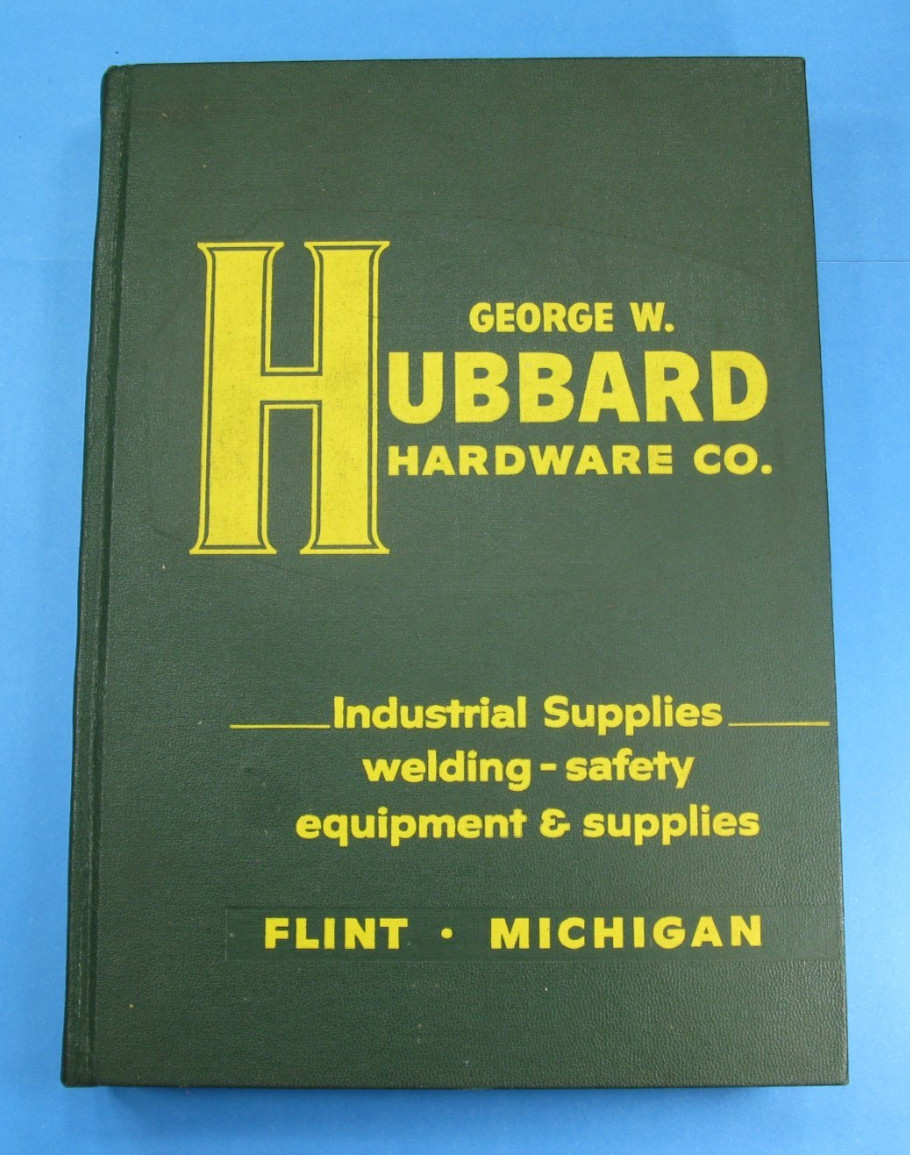 GEORGE W.
HUBBARD
HARDWARE CO.
Industrial Supplies
welding - safety
equipment & supplies
FLINT • MICHIGAN